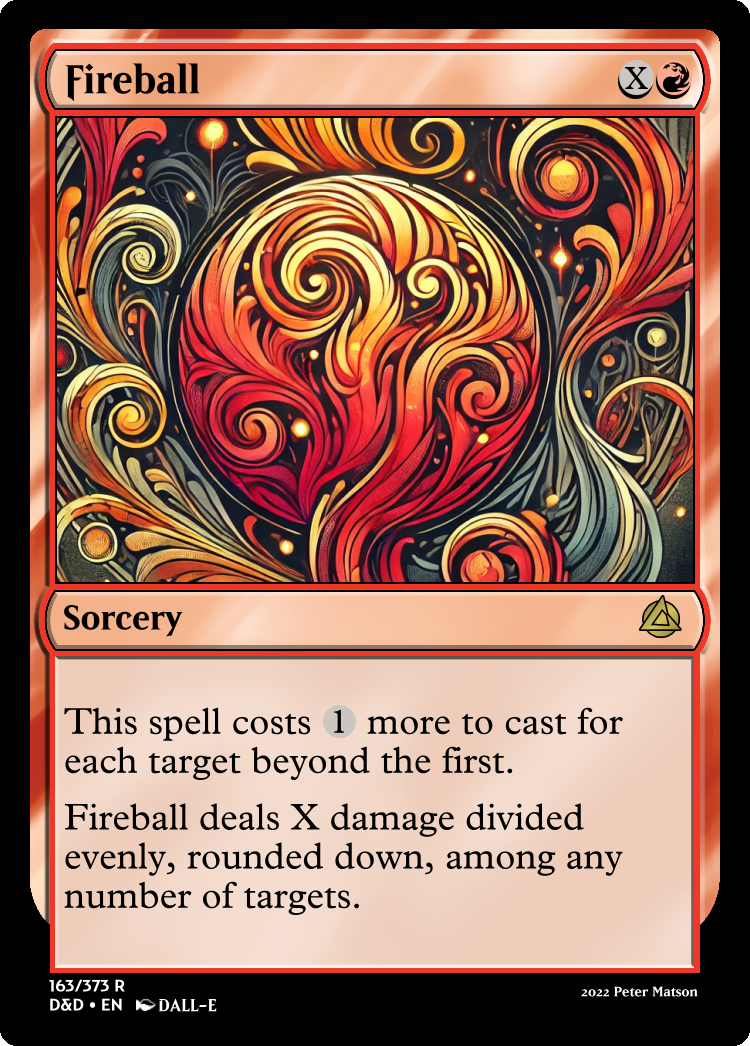 Fireball X
Sorcery
This spell costs 1 more to cast for
each target beyond the first.
Fireball deals X damage divided
evenly, rounded down, among any
number of targets.
163/373 R
D&D • EN DALL-E
2022 Peter Matson